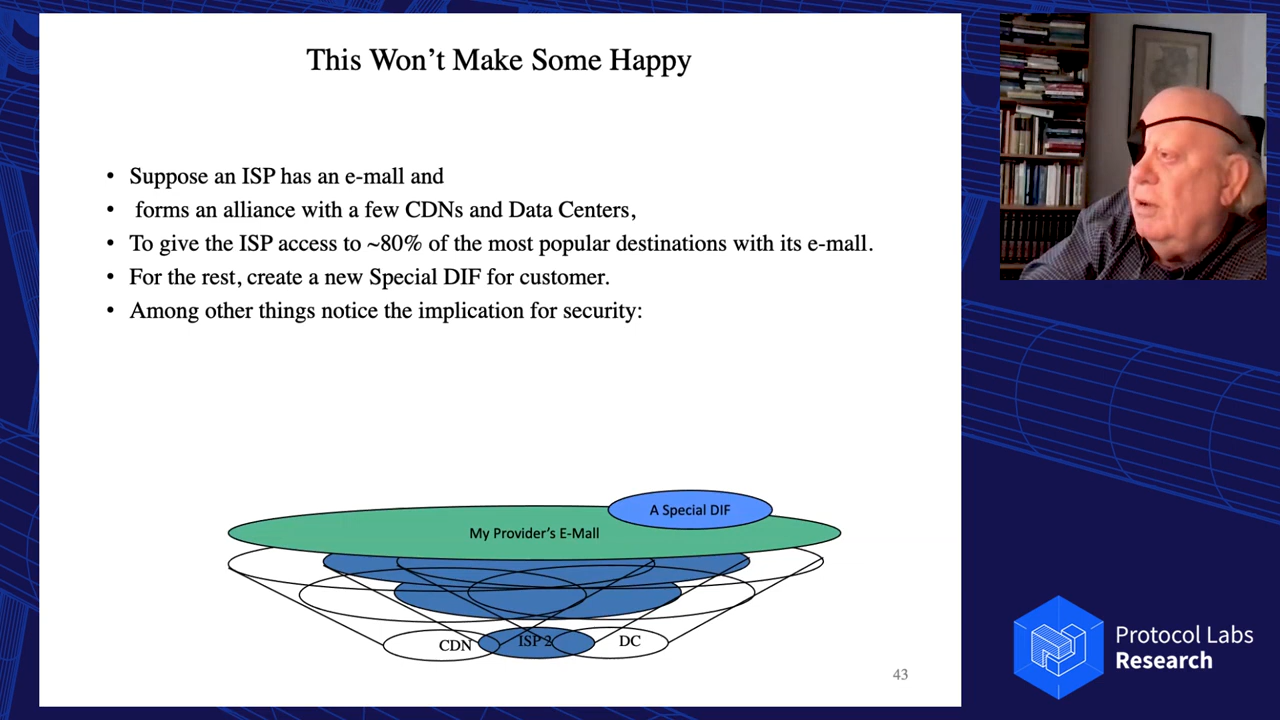 This Won’t Make Some Happy
• Suppose an ISP has an e-mall and
• forms an alliance with a few CDNs and Data Centers,
• To give the ISP access to ~80% of the most popular destinations with its e-mall.
• For the rest, create a new Special DIF for customer.
• Among other things notice the implication for security:
A Special DIF
My Provider’s E-Mall
CDN
ISP 2
DC
43
Protocol Labs
Research